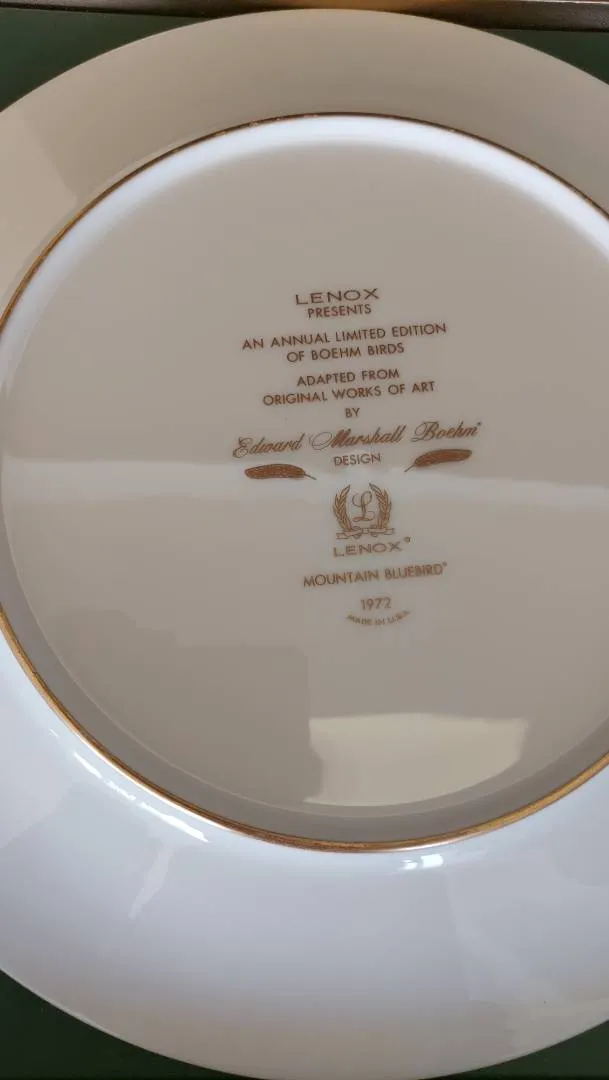 LENOX
PRESENTS
AN ANNUAL LIMITED EDITION
OF BOEHM BIRDS
ADAPTED FROM
ORIGINAL WORKS OF ART
BY
Edward Marshall Boehm®
DESIGN
L
LENOX®
MOUNTAIN BLUEBIRD®
1972
MADE IN U.S.A.